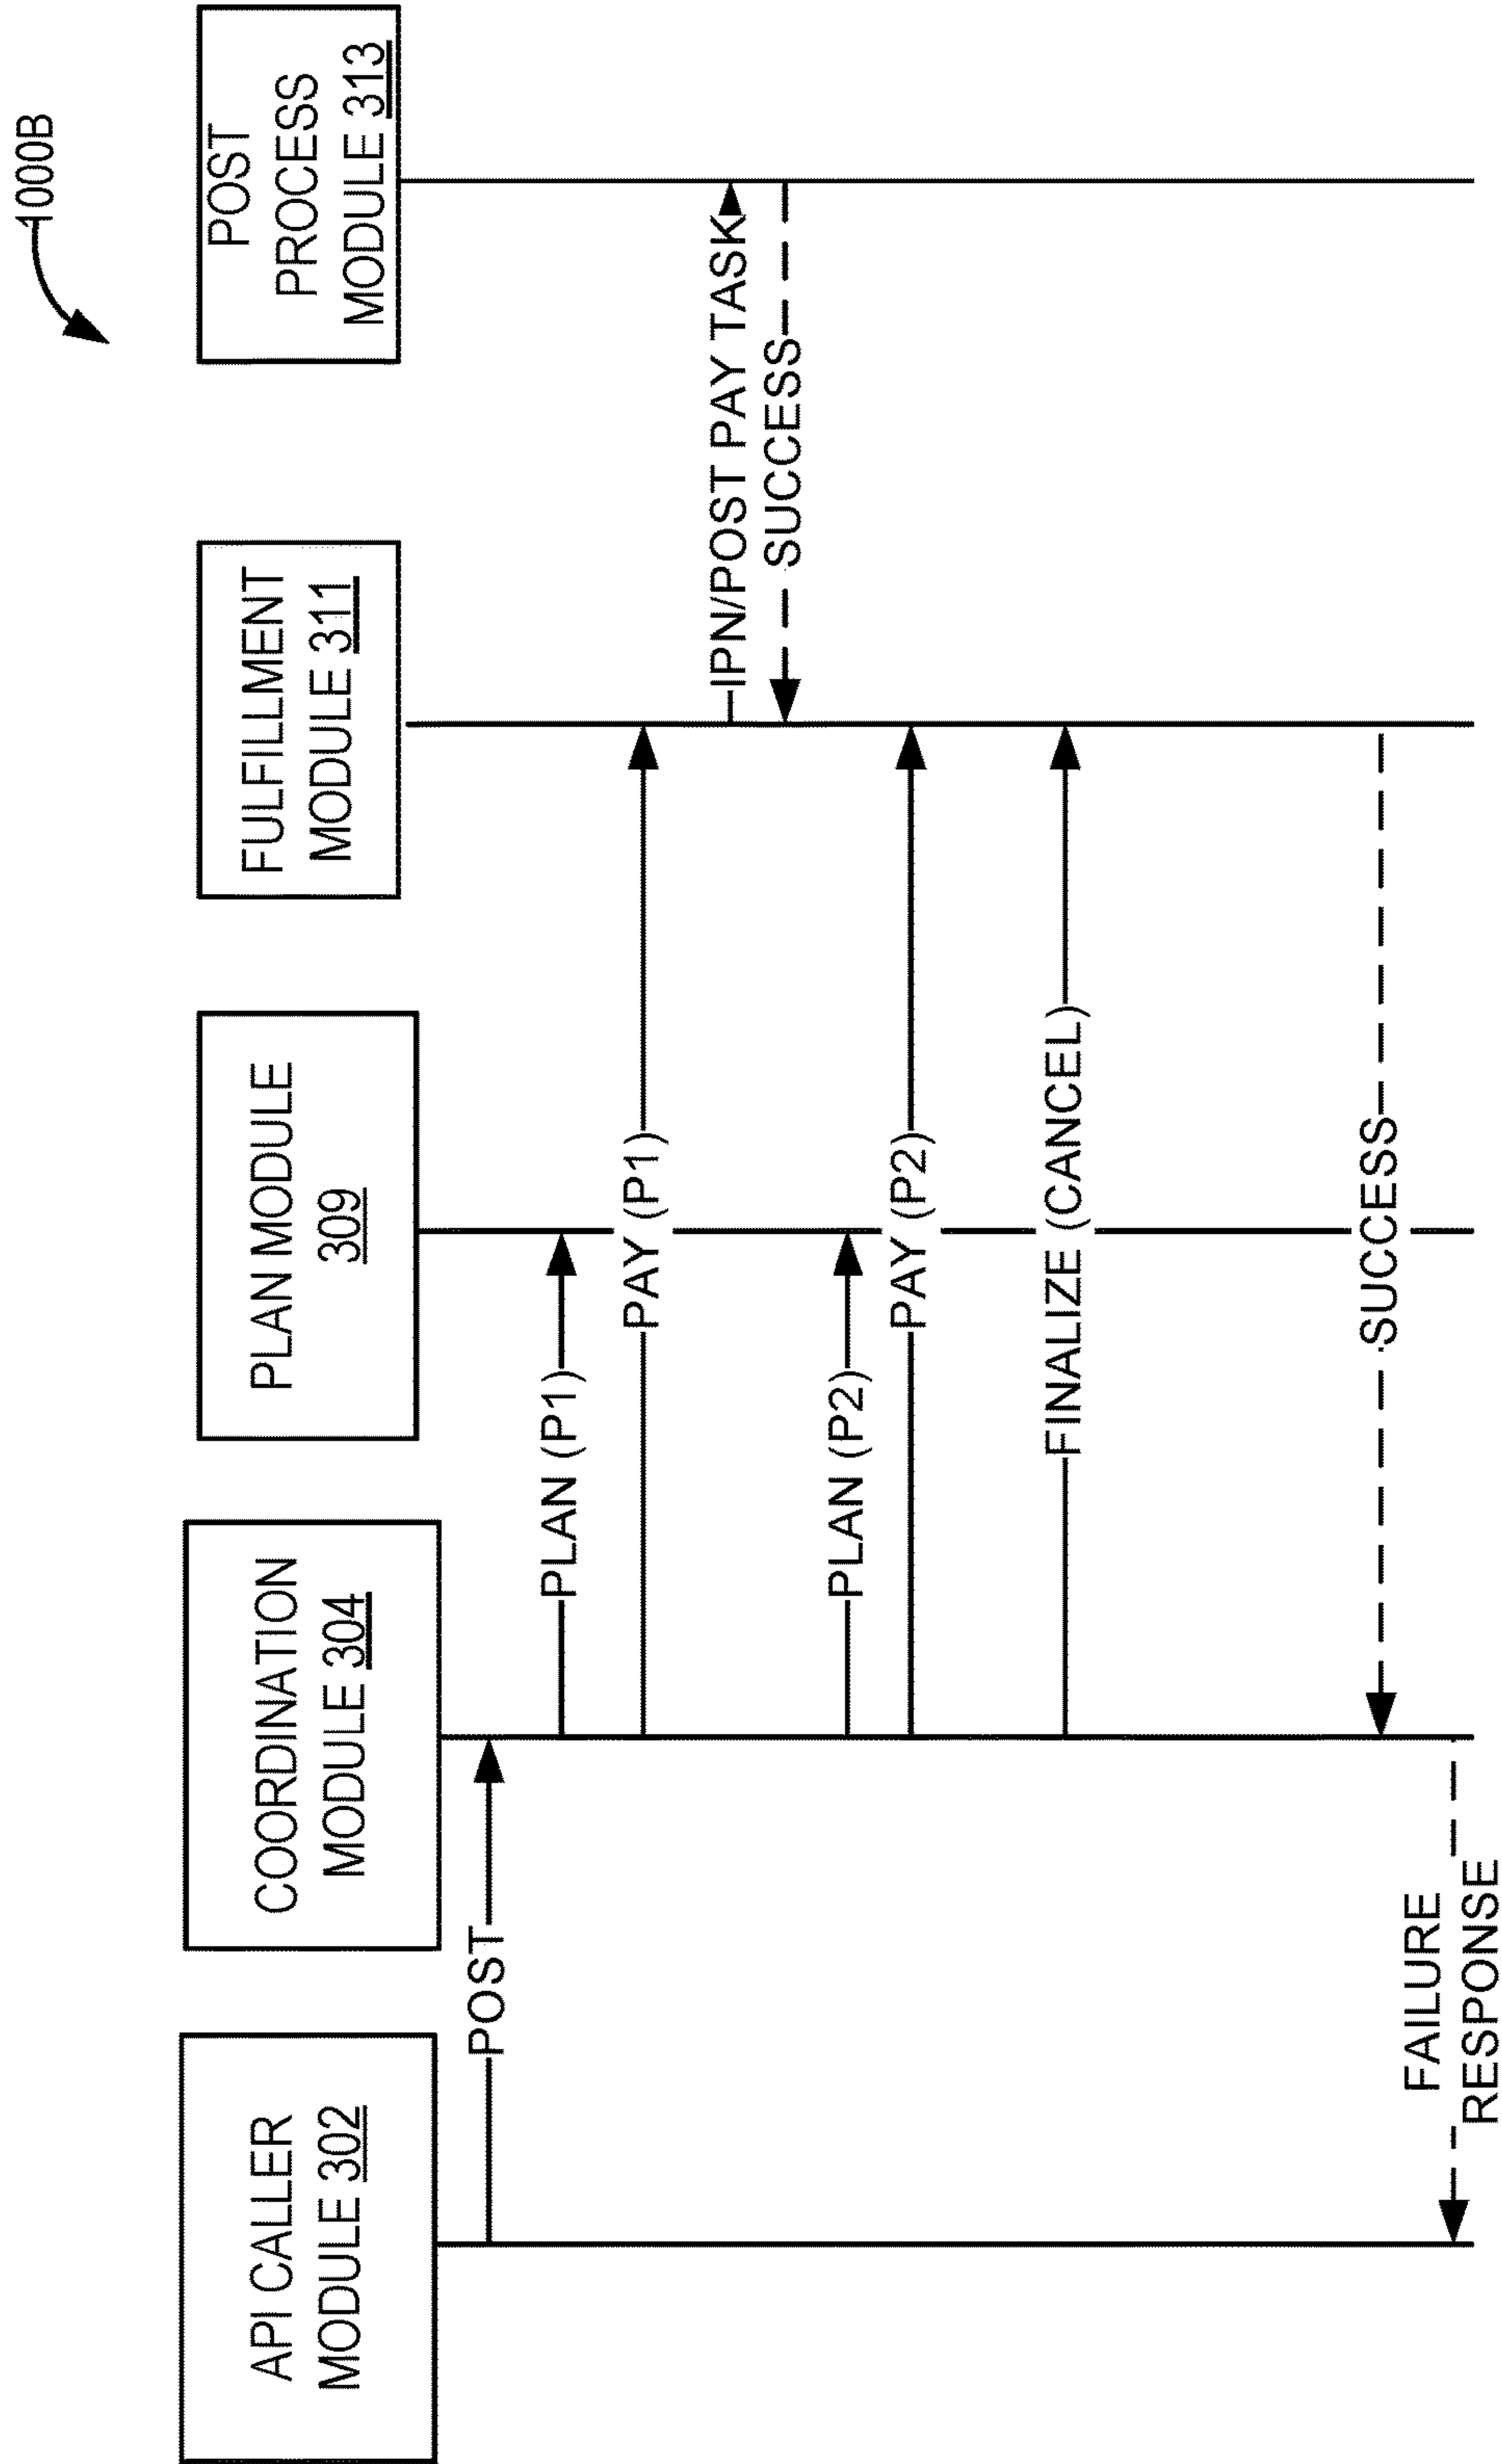 1000B
API CALLER
MODULE 302
COORDINATION
MODULE 304
PLAN MODULE
309
FULFILLMENT
MODULE 311
POST
PROCESS
MODULE 313
POST
PLAN (P1)
PAY (P1)
IPN/POST PAY TASK
SUCCESS
PLAN (P2)
PAY (P2)
FINALIZE (CANCEL)
SUCCESS
FAILURE
RESPONSE